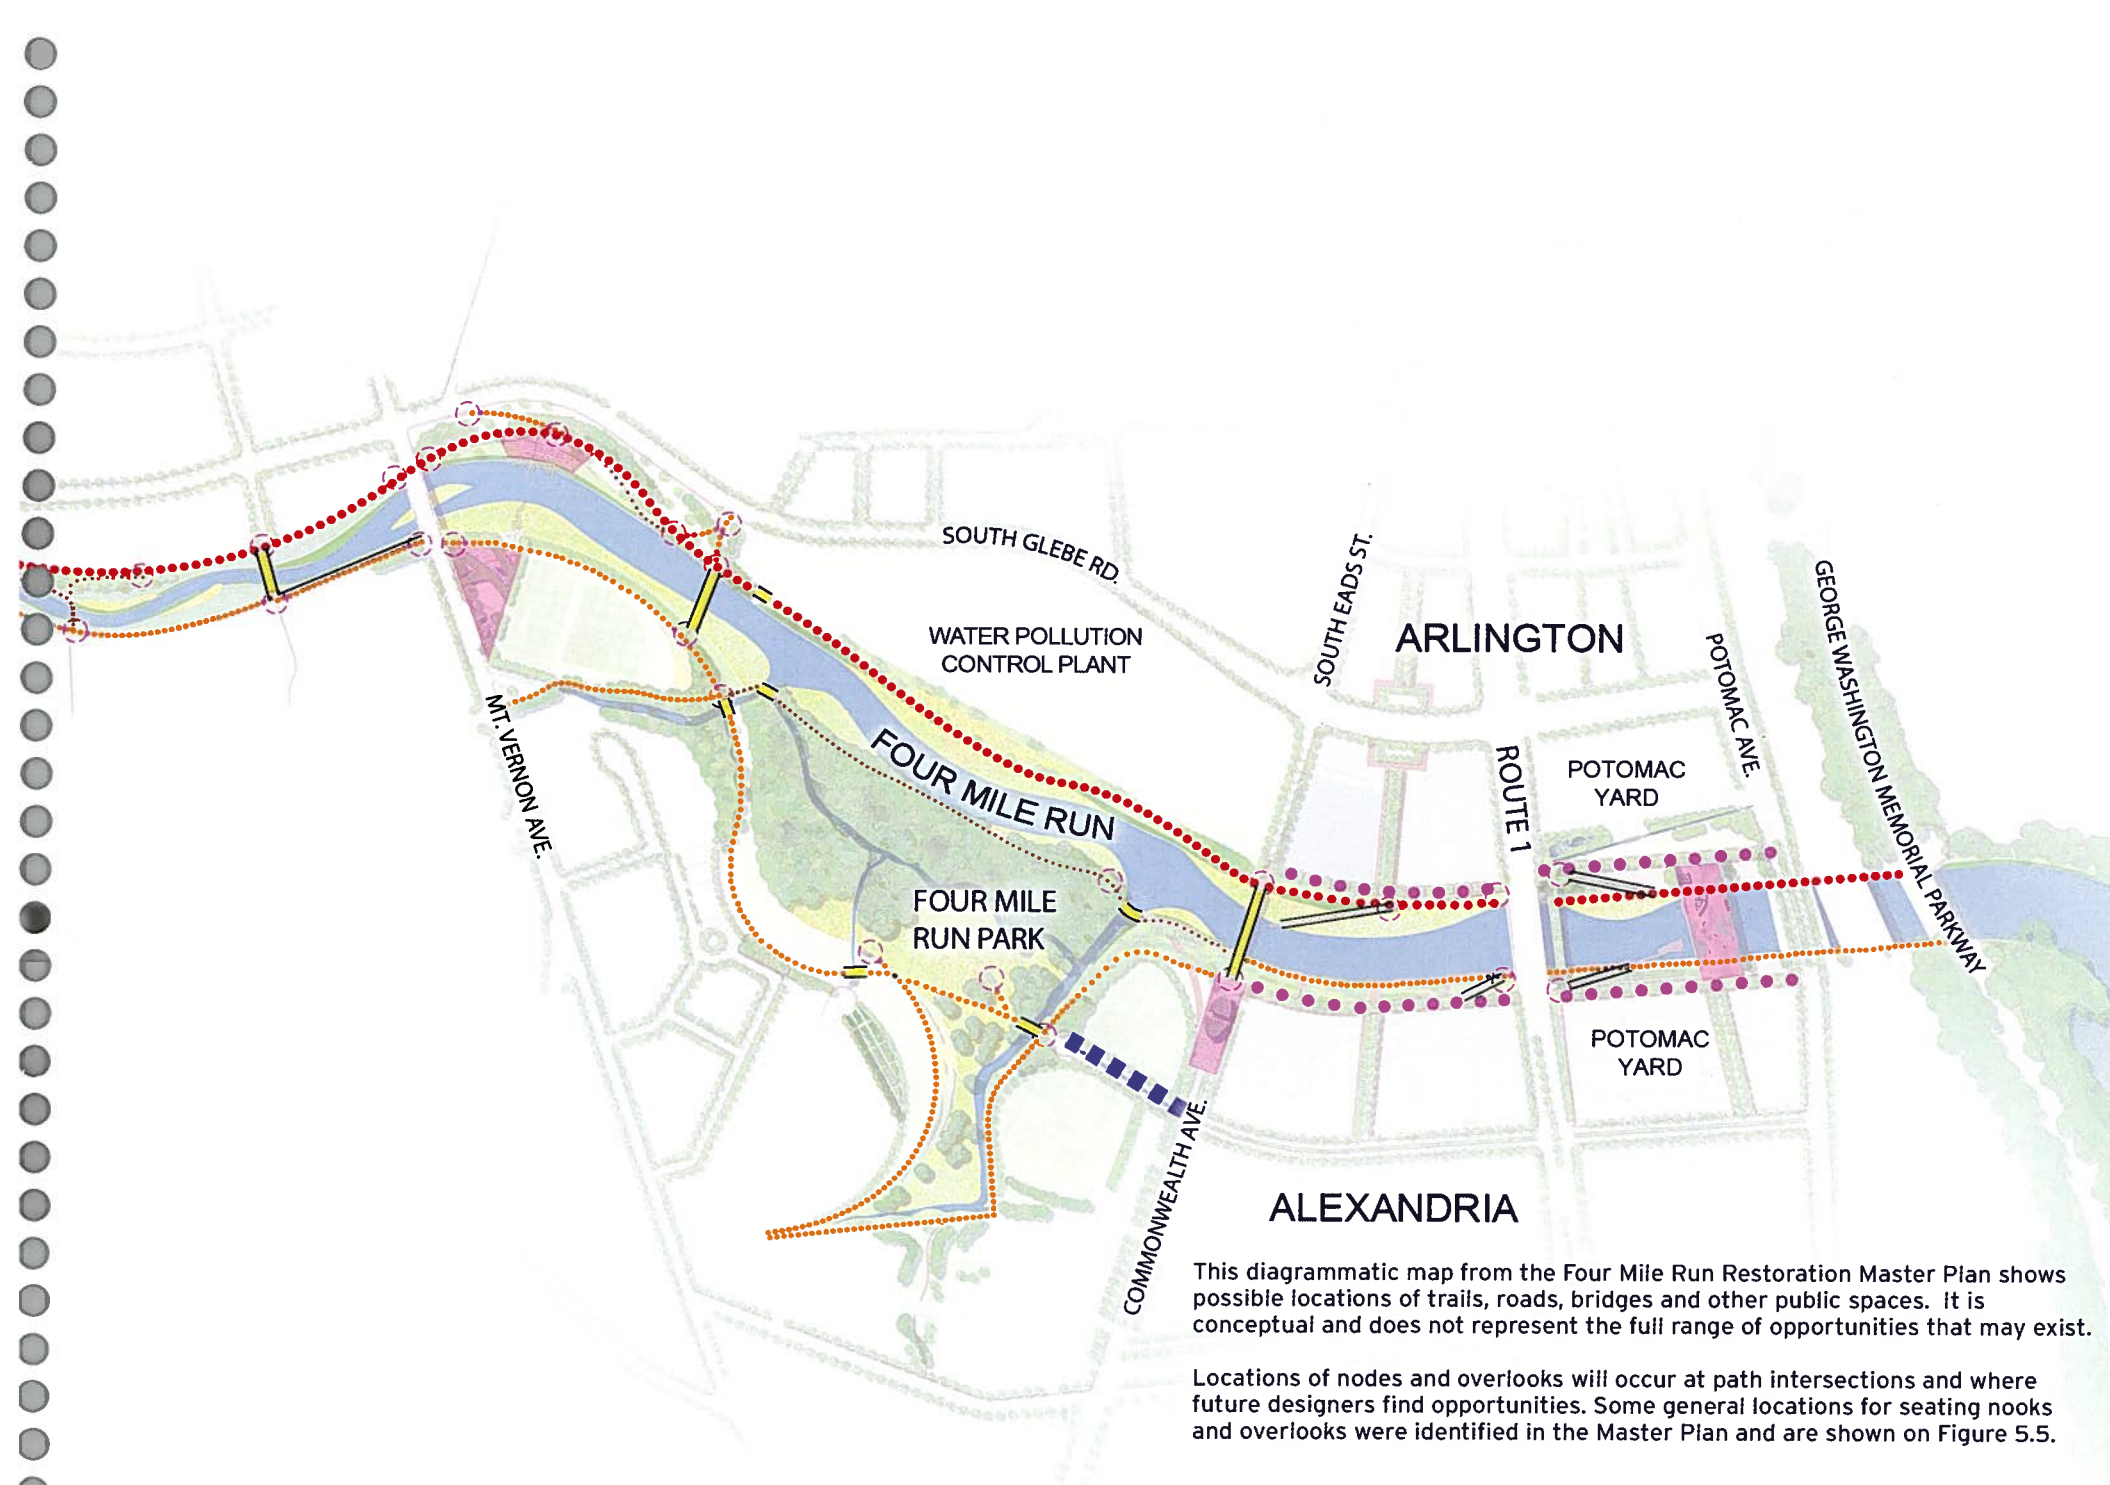 SOUTH GLEBE RD.
WATER POLLUTION
CONTROL PLANT
SOUTH EADS ST.
ARLINGTON
GEORGE WASHINGTON MEMORIAL PARKWAY
POTOMAC AVE.
MT. VERNON AVE.
FOUR MILE RUN
ROUTE 1
POTOMAC
YARD
FOUR MILE
RUN PARK
POTOMAC
YARD
COMMONWEALTH AVE.
ALEXANDRIA
This diagrammatic map from the Four Mile Run Restoration Master Plan shows
possible locations of trails, roads, bridges and other public spaces. It is
conceptual and does not represent the full range of opportunities that may exist.
Locations of nodes and overlooks will occur at path intersections and where
future designers find opportunities. Some general locations for seating nooks
and overlooks were identified in the Master Plan and are shown on Figure 5.5.